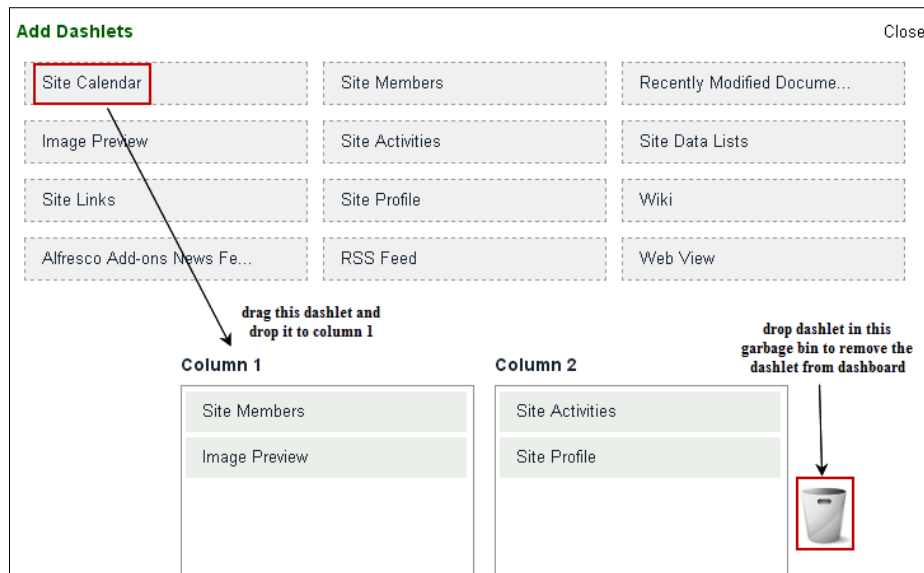 Add Dashlets
Close
Site Calendar
Site Members
Recently Modified Docume...
Image Preview
Site Activities
Site Data Lists
Site Links
Site Profile
Wiki
Alfresco Add-ons News Fe...
RSS Feed
Web View
drag this dashlet and
drop it to column 1
drop dashlet in this
garbage bin to remove the
dashlet from dashboard
Column 1
Column 2
Site Members
Site Activities
Image Preview
Site Profile